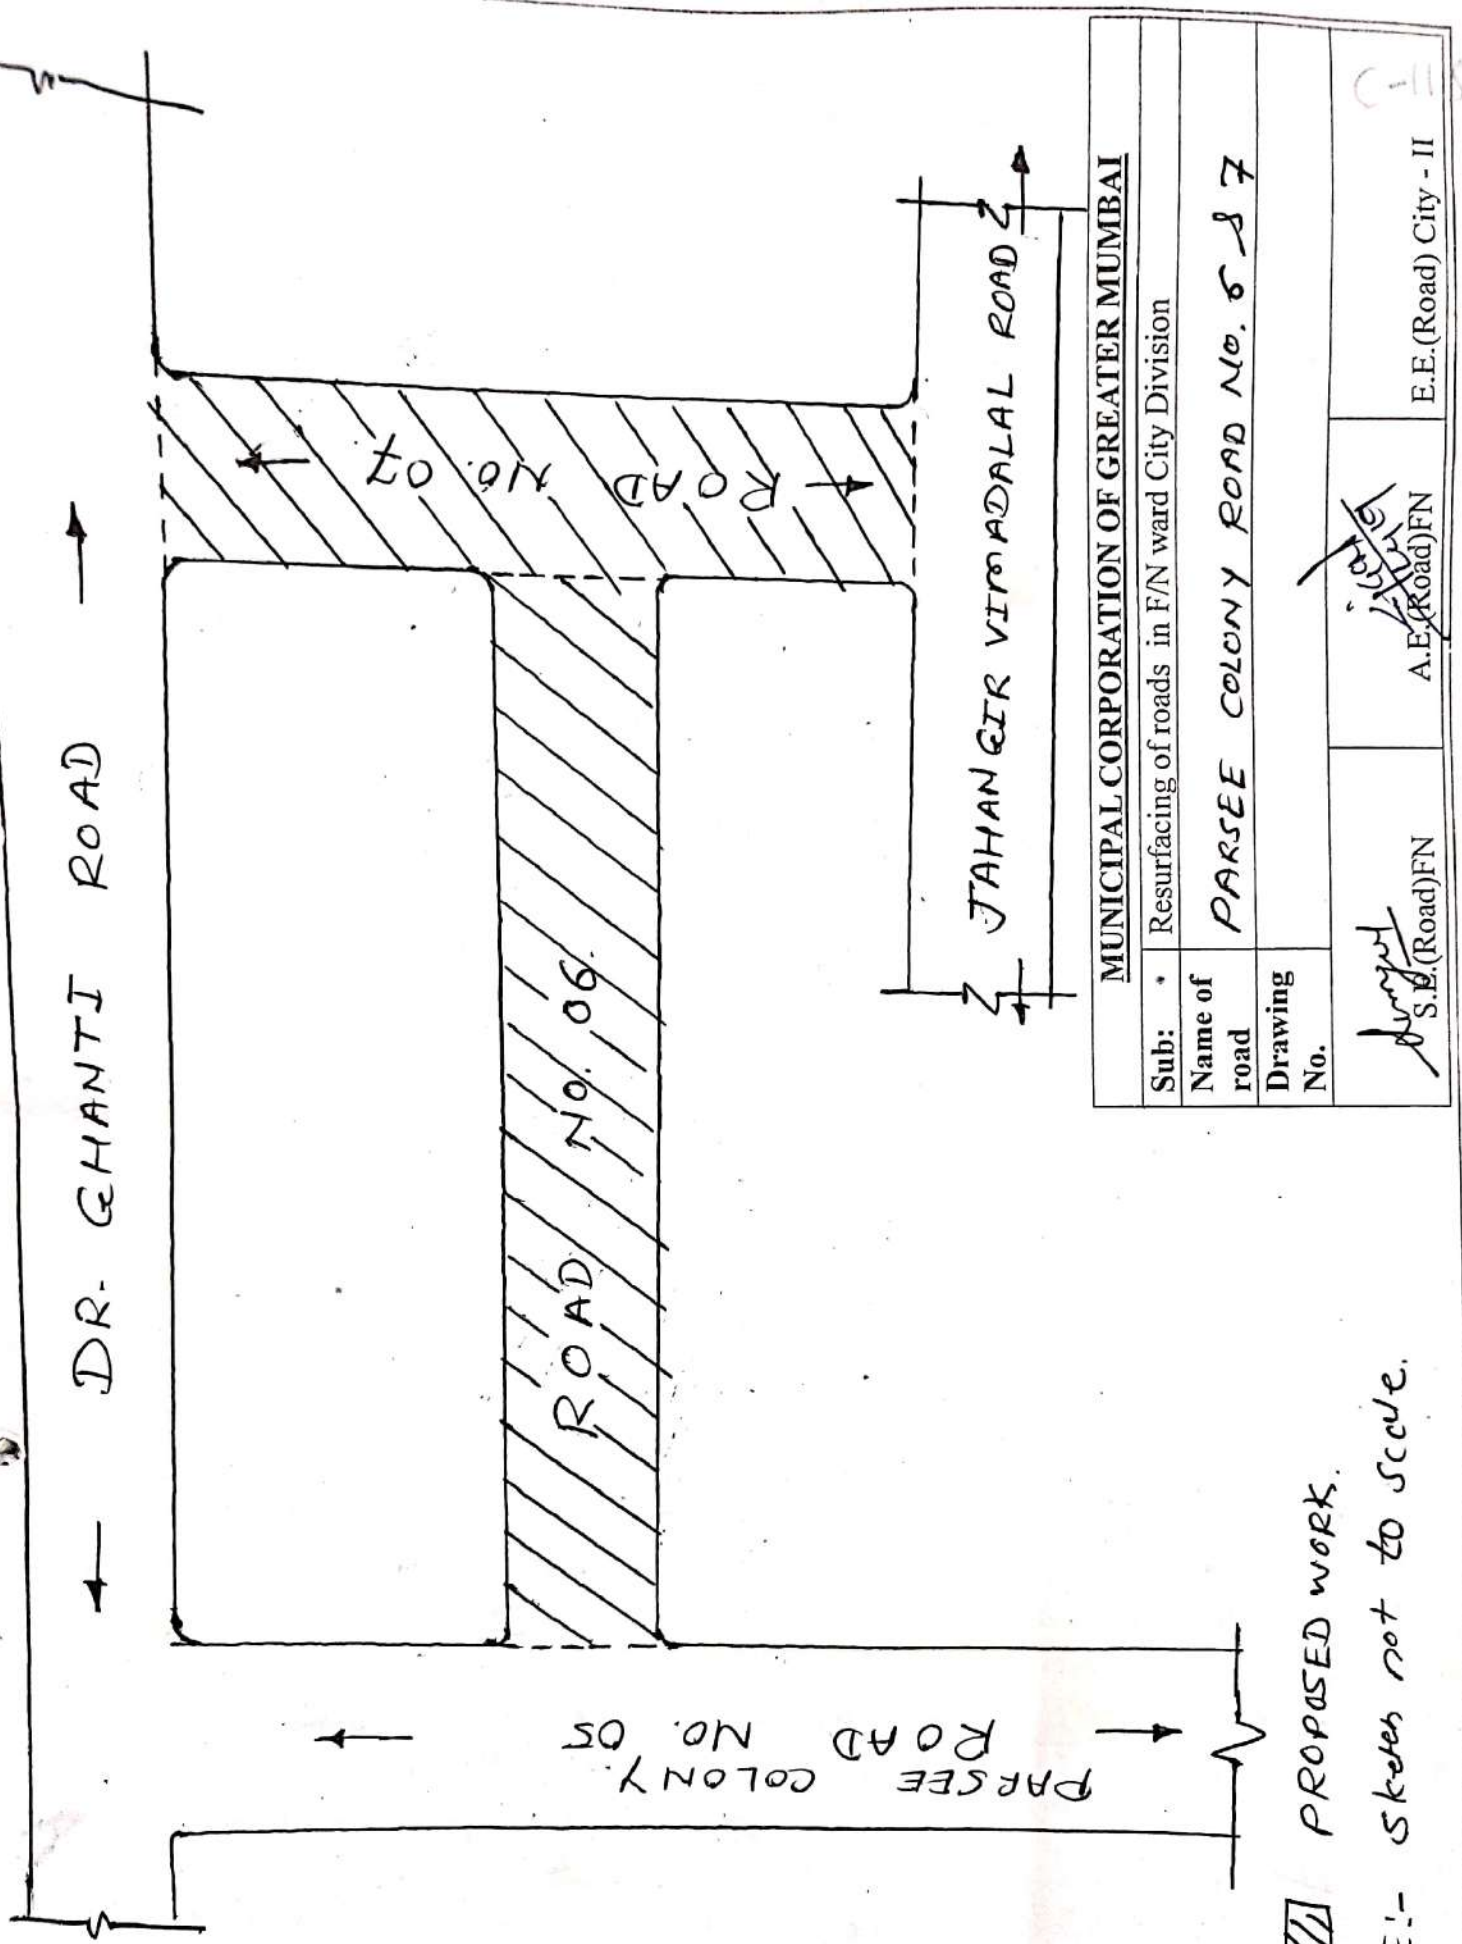 DR. GHANTI ROAD
ROAD NO. 07
ROAD NO. 06.
PARSEE COLONY.
ROAD NO. 05
JAHANGIR VIMADALAL ROAD
PROPOSED WORK.
E:- Sketch not to scale.
MUNICIPAL CORPORATION OF GREATER MUMBAI
Sub: Resurfacing of roads in F/N ward City Division
Name of road PARSEE COLONY ROAD NO. 6 & 7
Drawing No.
S.E.(Road)FN A.E.(Road)FN E.E.(Road) City - II